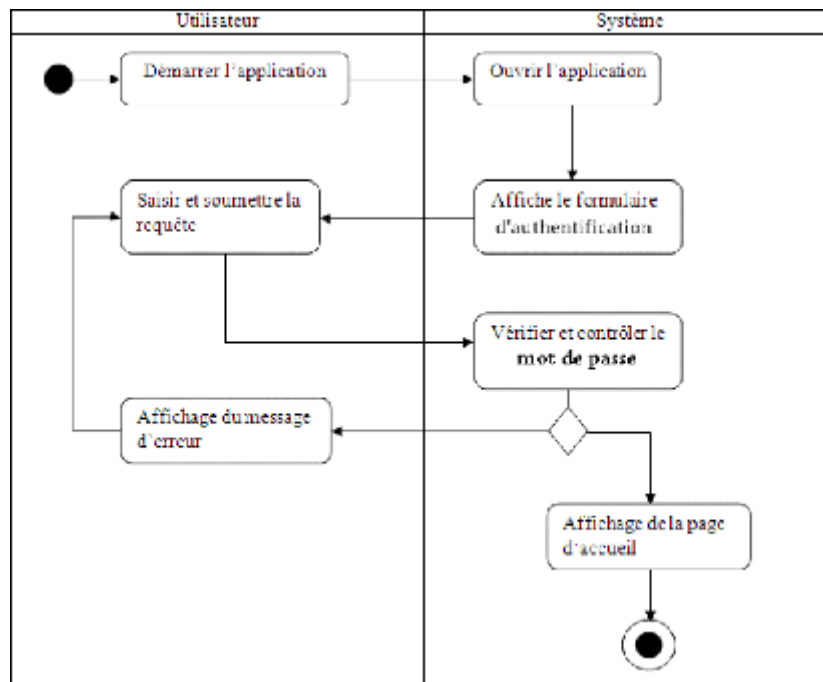 Utilisateur
Système
Démarrer l'application
Ouvrir l'application
Saisir et soumettre la
requête
Affiche le formulaire
d'authentification
Vérifier et contrôler le
mot de passe
Affichage du message
d'erreur
Affichage de la page
d'accueil